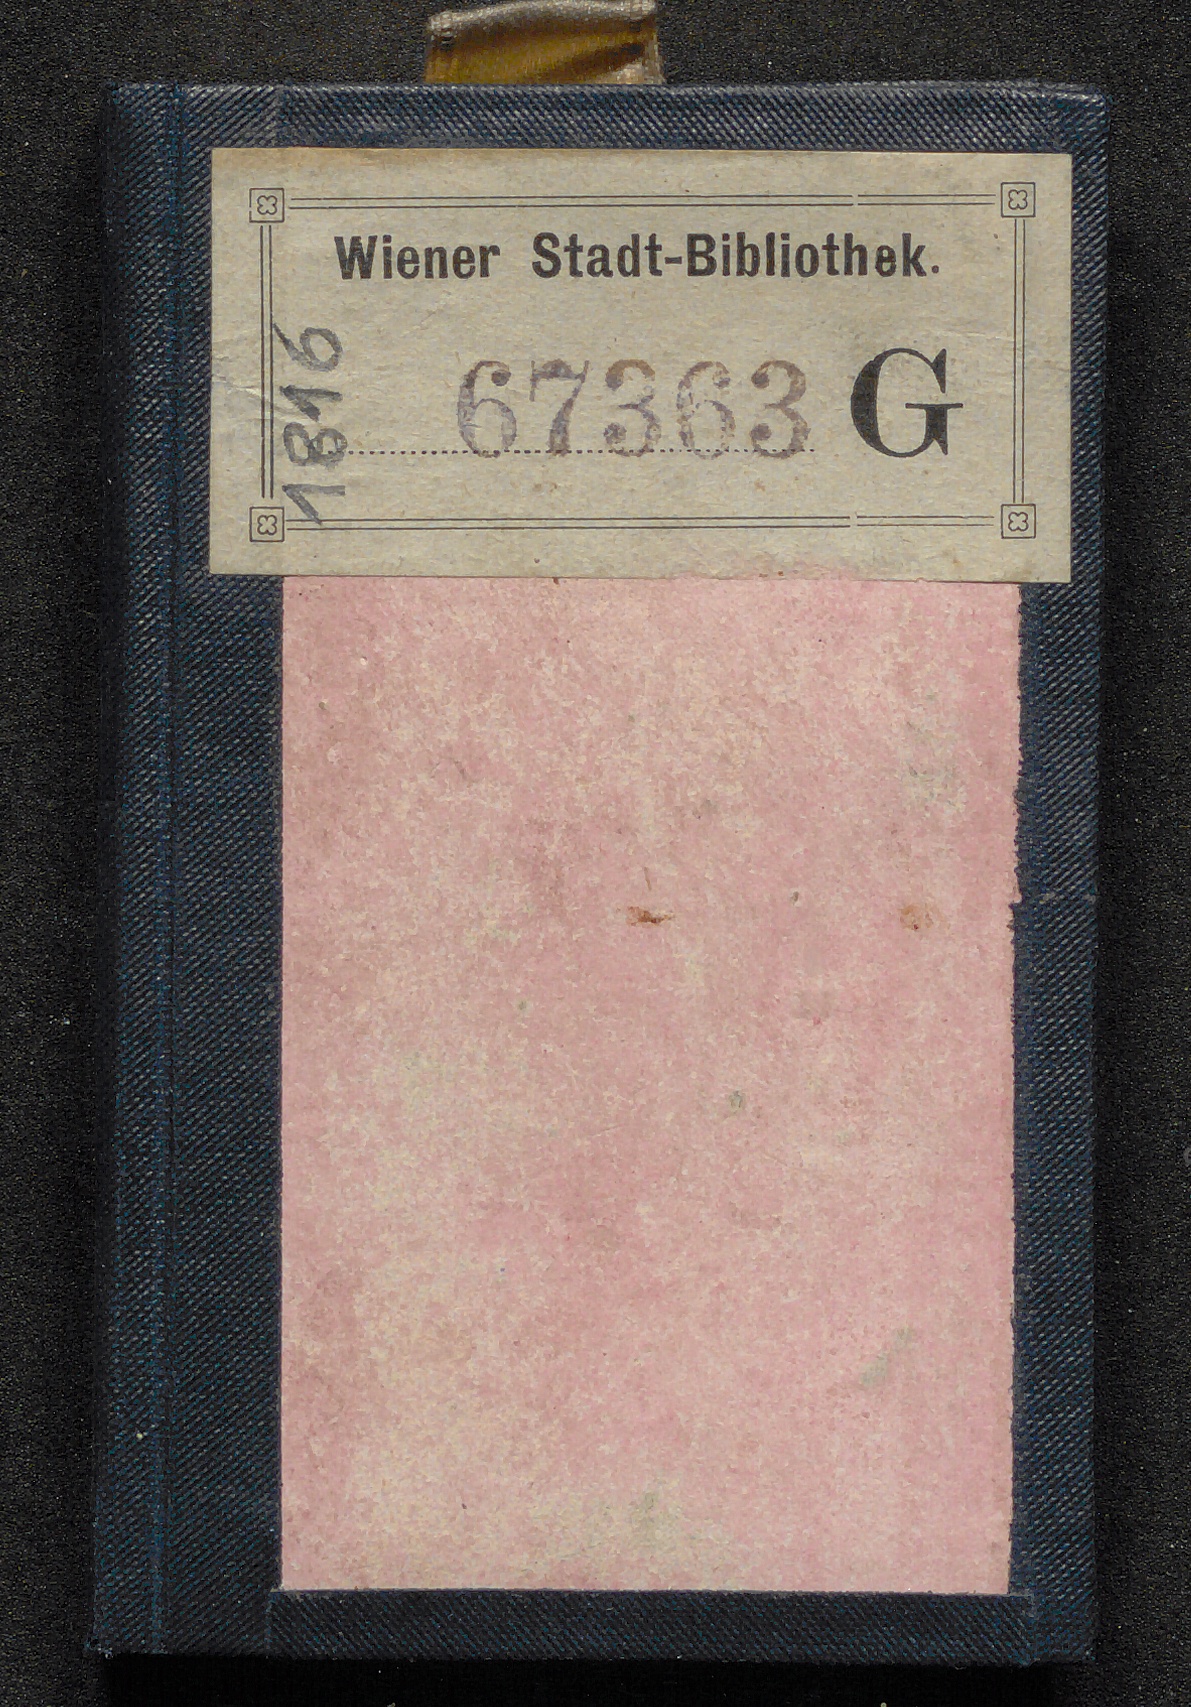 Wiener Stadt-Bibliothek.
67363 G
1816